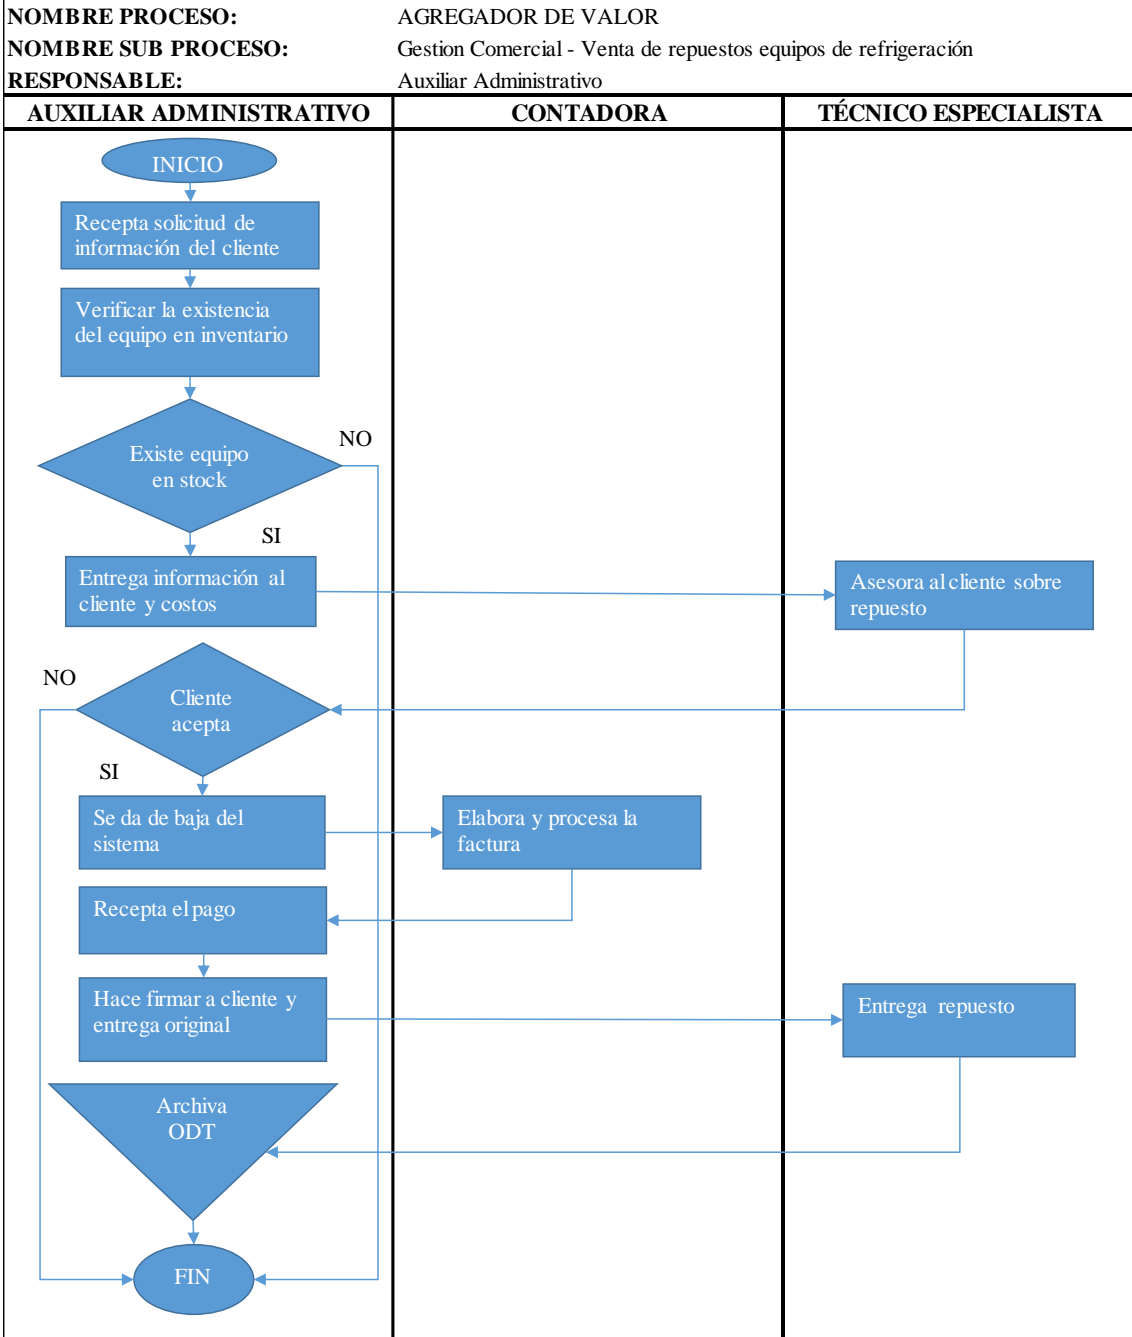 NOMBRE PROCESO: AGREGADOR DE VALOR
NOMBRE SUB PROCESO: Gestion Comercial - Venta de repuestos equipos de refrigeración
RESPONSABLE: Auxiliar Administrativo
AUXILIAR ADMINISTRATIVO CONTADORA TÉCNICO ESPECIALISTA
INICIO
Recepta solicitud de
información del cliente
Verificar la existencia
del equipo en inventario
Existe equipo
en stock
NO
SI
Entrega información al
cliente y costos
Asesora al cliente sobre
repuesto
NO
Cliente
acepta
SI
Se da de baja del
sistema
Elabora y procesa la
factura
Recepta el pago
Hace firmar a cliente y
entrega original
Entrega repuesto
Archiva
ODT
FIN